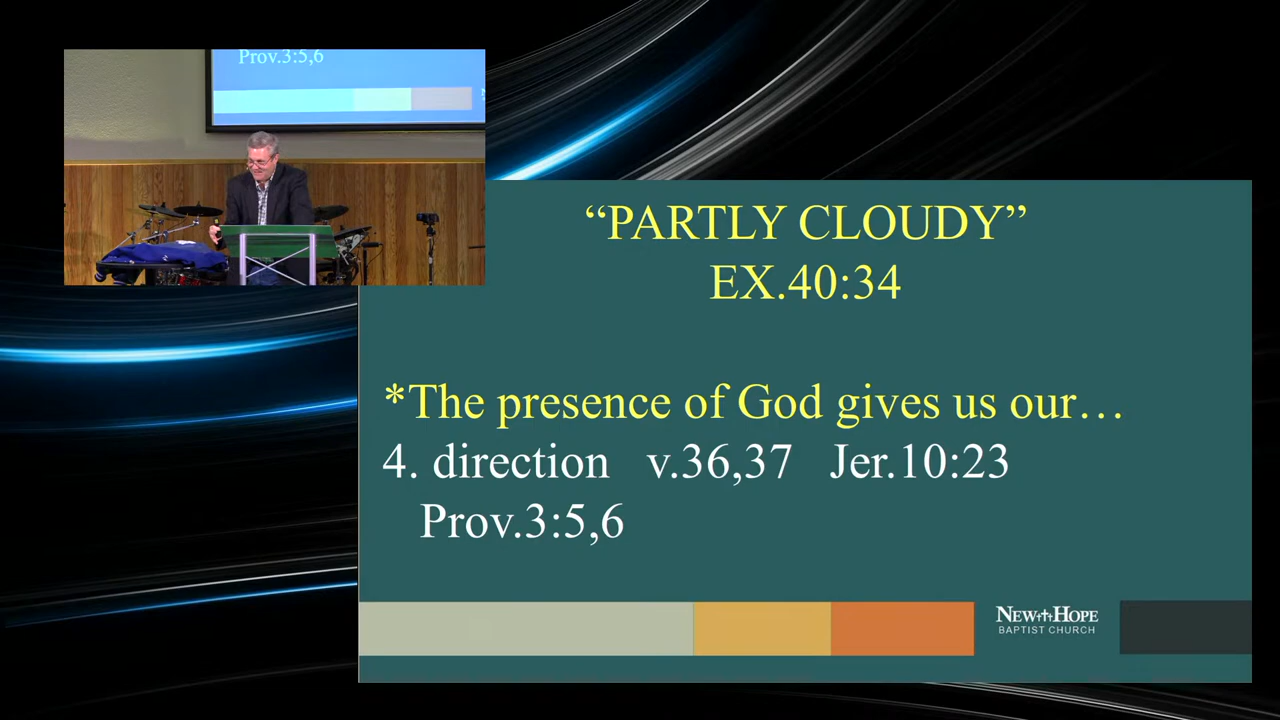 Prov.3:5,6
“PARTLY CLOUDY”
EX.40:34
*The presence of God gives us our…
4. direction v.36,37 Jer.10:23
Prov.3:5,6
NEW HOPE
BAPTIST CHURCH